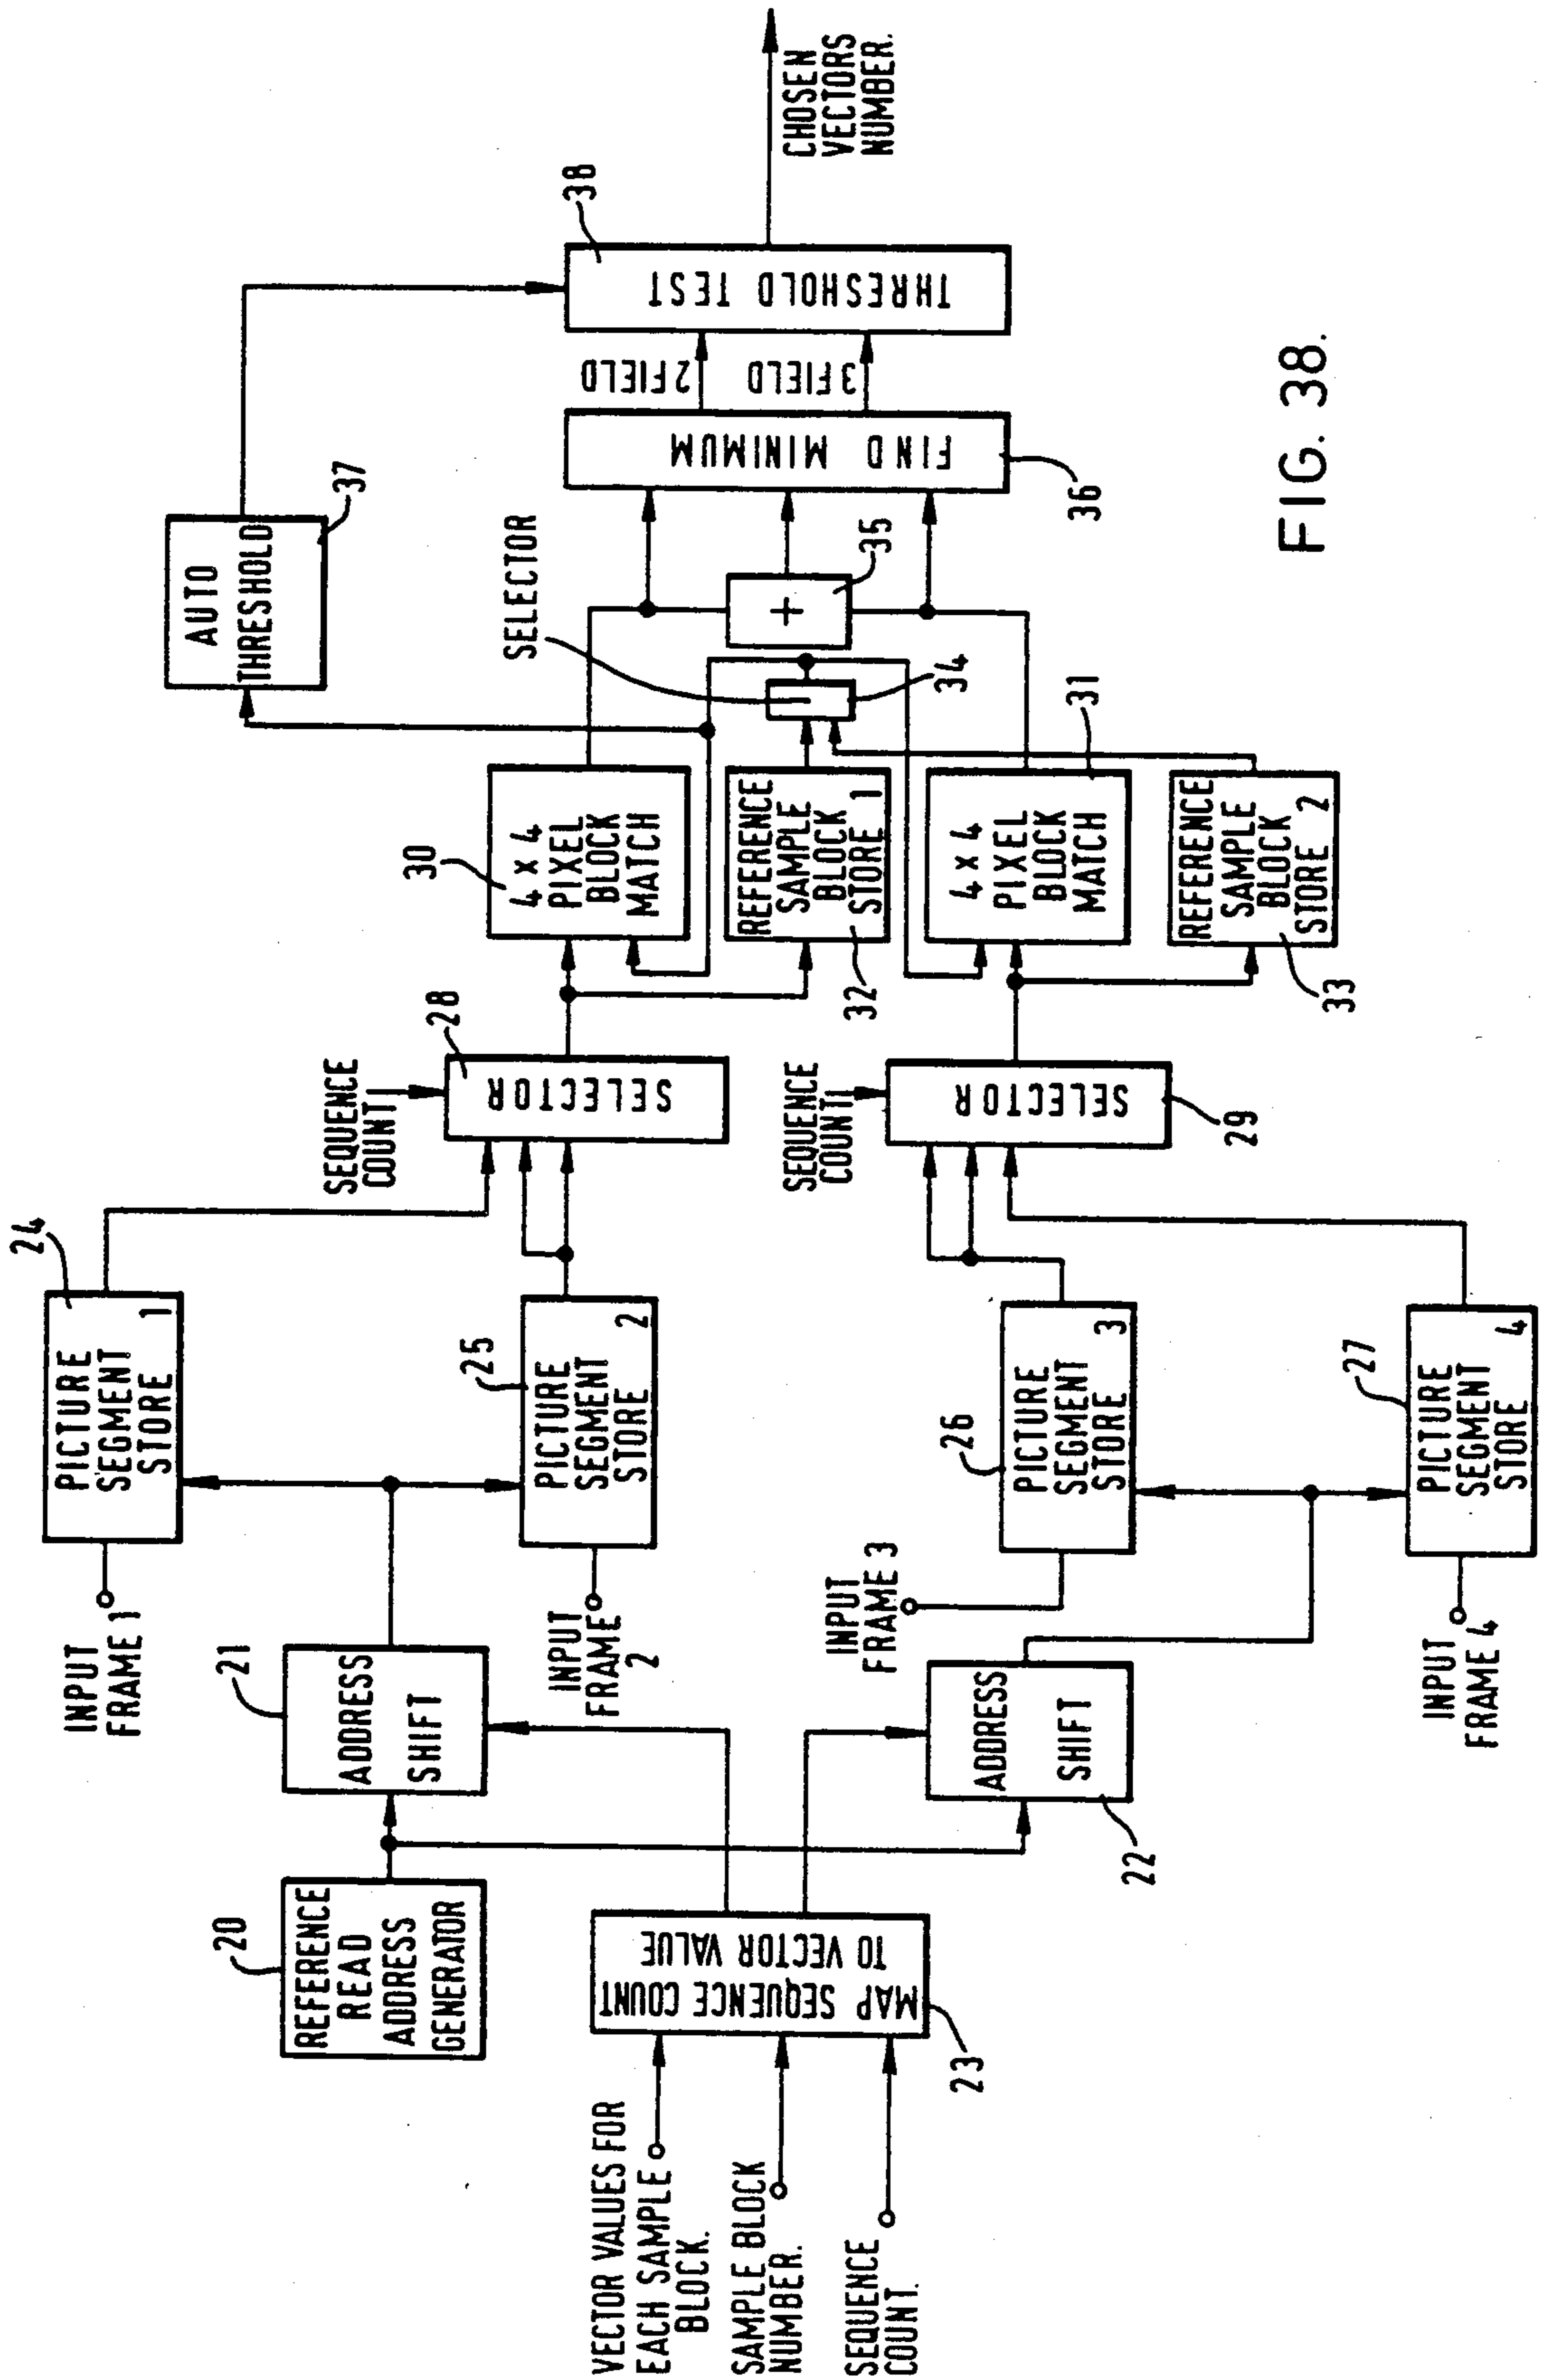 VECTOR VALUES FOR
EACH SAMPLE
BLOCK.
SAMPLE BLOCK
NUMBER.
SEQUENCE
COUNT.
20
REFERENCE
READ
ADDRESS
GENERATOR
MAP SEQUENCE COUNT
TO VECTOR VALUE
23
21
ADDRESS
SHIFT
ADDRESS
SHIFT
22
INPUT
FRAME 1
24
PICTURE
SEGMENT
STORE 1
INPUT
FRAME
2
25
PICTURE
SEGMENT
STORE 2
INPUT
FRAME 3
26
PICTURE
SEGMENT
STORE 3
INPUT
FRAME 4
27
PICTURE
SEGMENT
STORE 4
SEQUENCE
COUNT
28
SELECTOR
SEQUENCE
COUNT
SELECTOR
29
30
4 x 4
PIXEL
BLOCK
MATCH
REFERENCE
SAMPLE
BLOCK
STORE 1
32
4 x 4
PIXEL
BLOCK
MATCH
31
REFERENCE
SAMPLE
BLOCK
STORE 2
33
SELECTOR
34
+
35
AUTO
THRESHOLD
37
FIND MINIMUM
36
2 FIELD
3 FIELD
38
THRESHOLD TEST
CHOSEN
VECTORS
NUMBER.
FIG. 38.